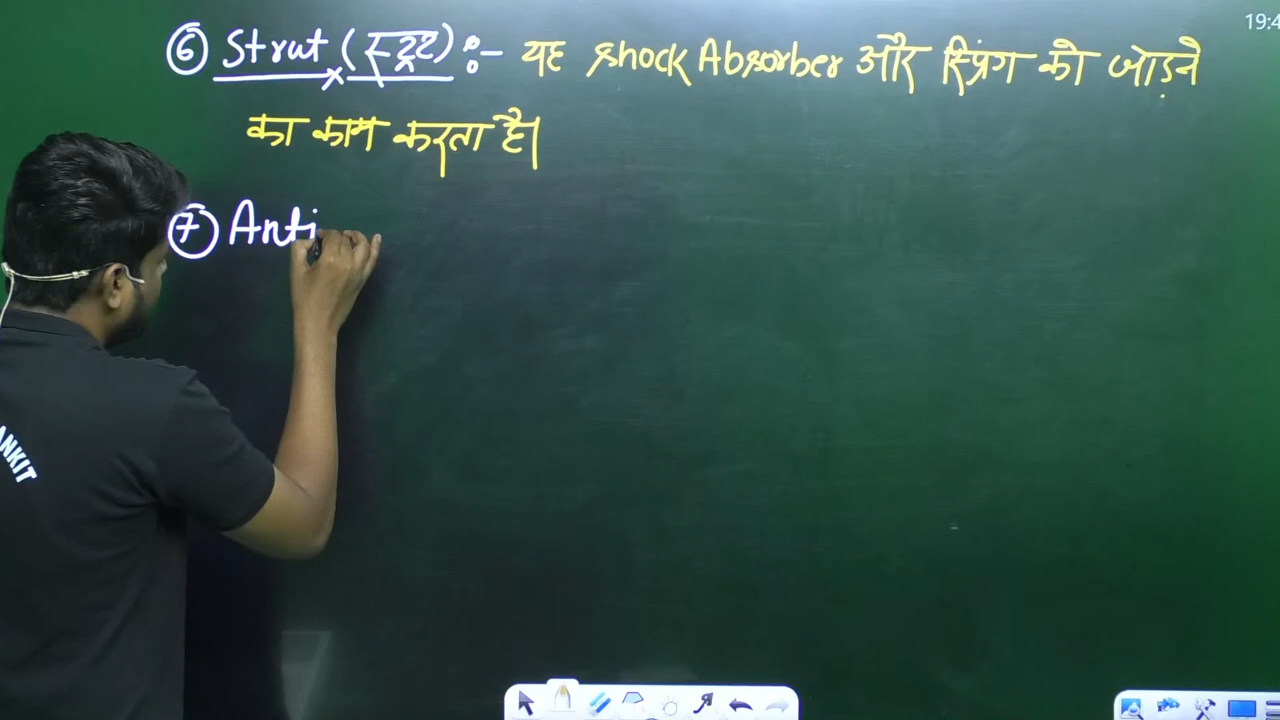 19:4
⑥ Strut (स्ट्रट) :- यह Shock Absorber और स्प्रिंग को जोड़ने
का काम करता है।
⑦ Anti
ANKIT